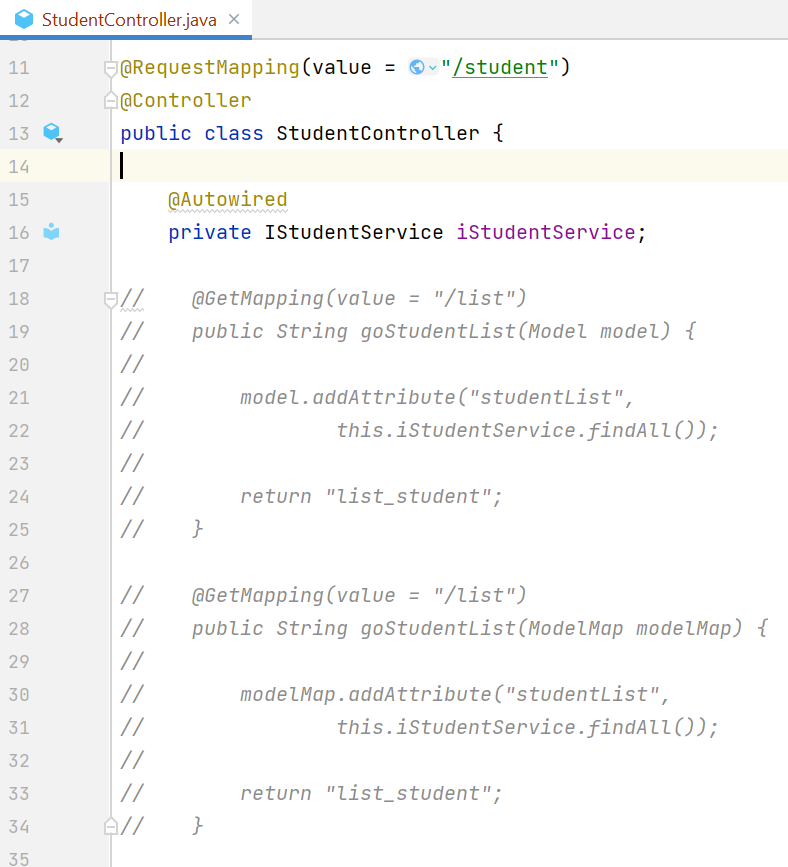 StudentController.java
11 @RequestMapping(value = "/student")
12 @Controller
13 public class StudentController {
14
15     @Autowired
16     private IStudentService iStudentService;
17
18 //    @GetMapping(value = "/list")
19 //    public String goStudentList(Model model) {
20 //
21 //        model.addAttribute("studentList",
22 //                this.iStudentService.findAll());
23 //
24 //        return "list_student";
25 //    }
26
27 //    @GetMapping(value = "/list")
28 //    public String goStudentList(ModelMap modelMap) {
29 //
30 //        modelMap.addAttribute("studentList",
31 //                this.iStudentService.findAll());
32 //
33 //        return "list_student";
34 //    }
35